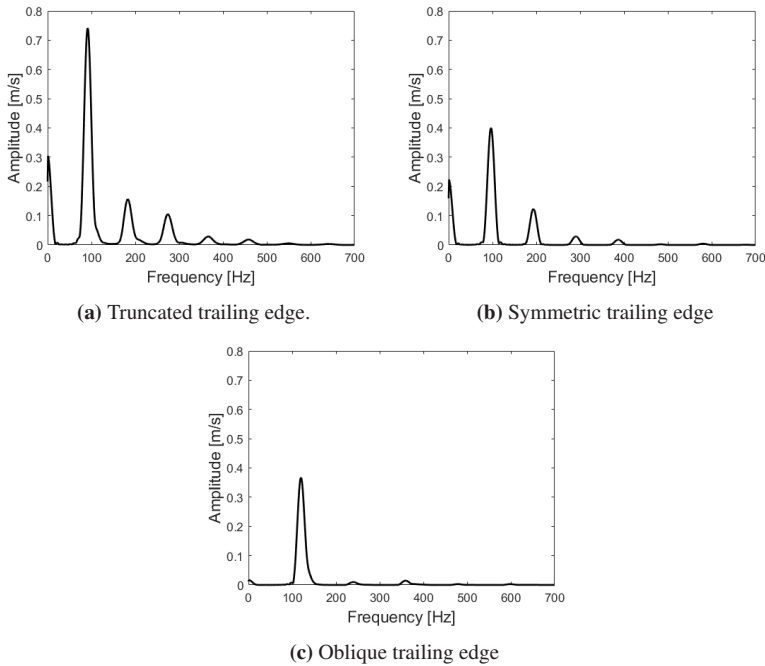 0.8
0.7
0.6
0.5
0.4
0.3
0.2
0.1
0
Amplitude [m/s]
0 100 200 300 400 500 600 700
Frequency [Hz]
(a) Truncated trailing edge.
0.8
0.7
0.6
0.5
0.4
0.3
0.2
0.1
0
Amplitude [m/s]
0 100 200 300 400 500 600 700
Frequency [Hz]
(b) Symmetric trailing edge
0.8
0.7
0.6
0.5
0.4
0.3
0.2
0.1
0
Amplitude [m/s]
0 100 200 300 400 500 600 700
Frequency [Hz]
(c) Oblique trailing edge